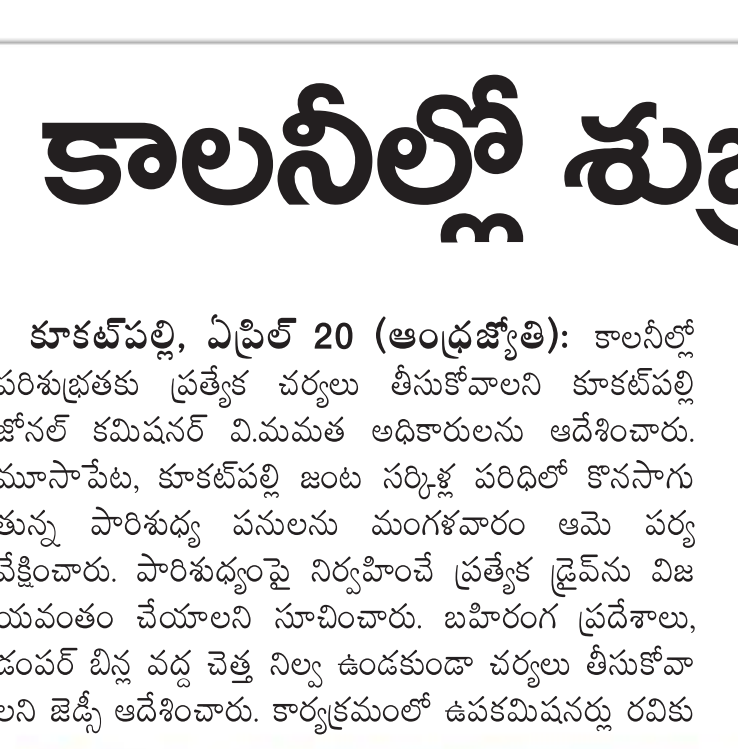 కాలనీల్లో
కూకట్‌పల్లి, ఏప్రిల్ 20 (ఆంధ్రజ్యోతి): కాలనీల్లో
పరిశుభ్రతకు ప్రత్యేక చర్యలు తీసుకోవాలని కూకట్‌పల్లి
జోనల్ కమిషనర్ వి.మమత అధికారులను ఆదేశించారు.
మూసాపేట, కూకట్‌పల్లి జంట సర్కిళ్ల పరిధిలో కొనసాగు
తున్న పారిశుధ్య పనులను మంగళవారం ఆమె పర్య
వేక్షించారు. పారిశుధ్యంపై నిర్వహించే ప్రత్యేక డ్రైవ్‌ను విజ
యవంతం చేయాలని సూచించారు. బహిరంగ ప్రదేశాలు,
డంపర్ బిన్ల వద్ద చెత్త నిల్వ ఉండకుండా చర్యలు తీసుకోవా
లని జెడ్సీ ఆదేశించారు. కార్యక్రమంలో ఉపకమిషనర్లు రవికు